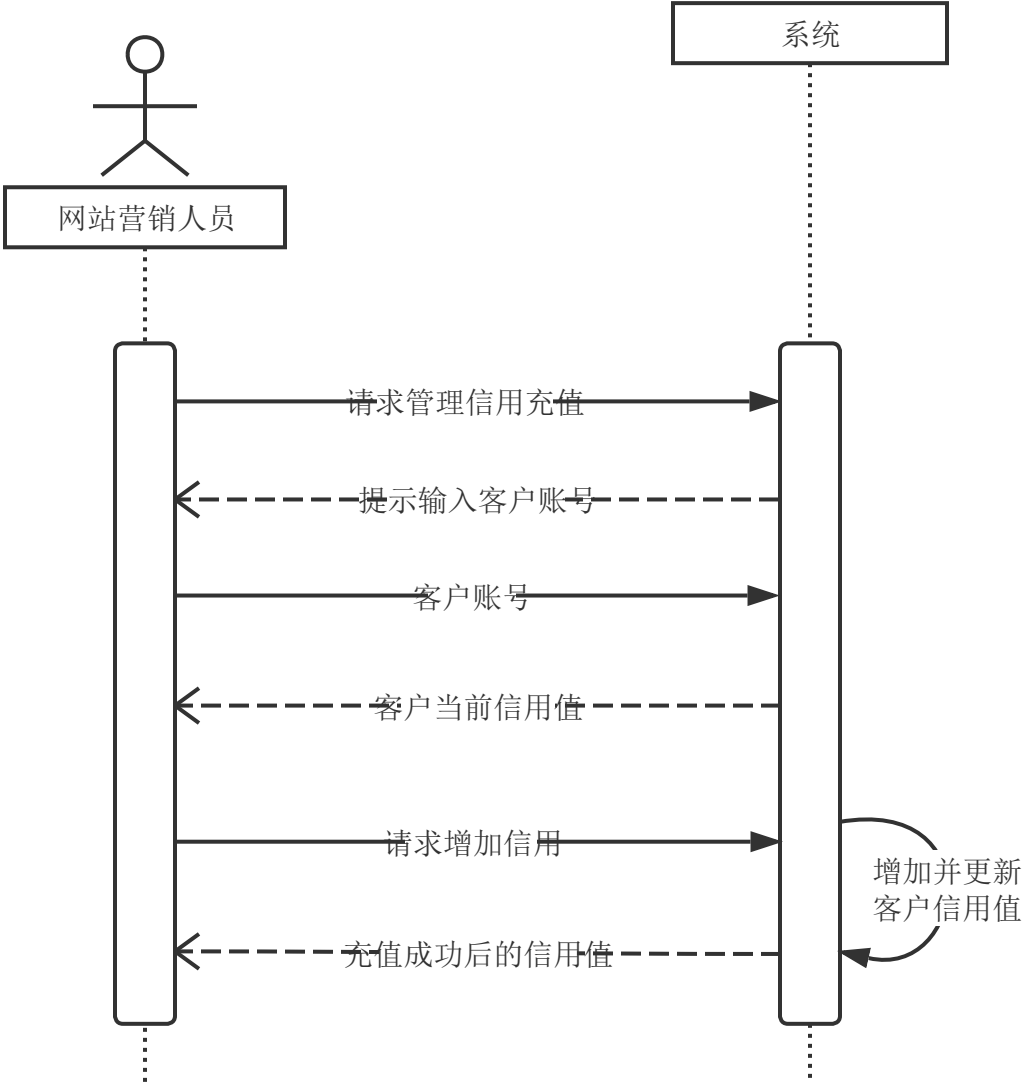 系统
网站营销人员
请求管理信用充值
提示输入客户账号
客户账号
客户当前信用值
请求增加信用
增加并更新
客户信用值
充值成功后的信用值